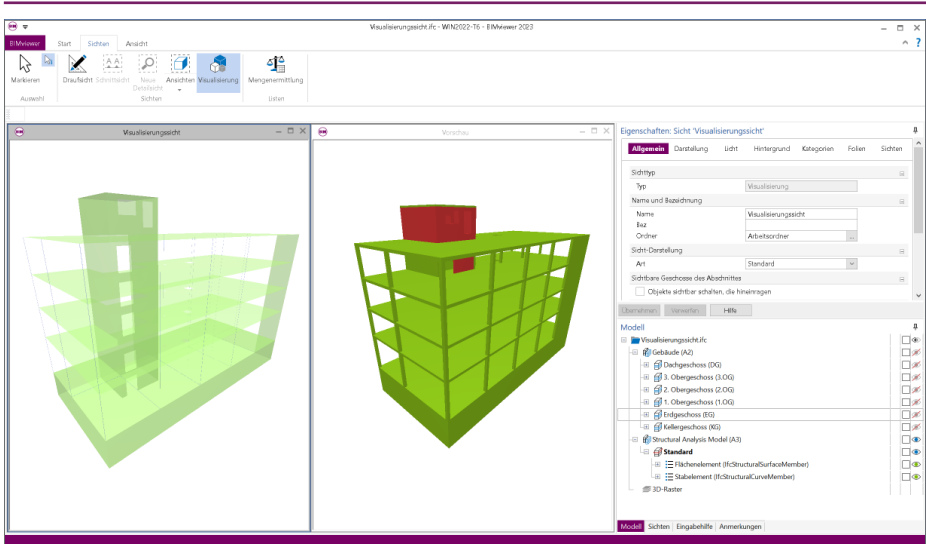 Visualisierungssicht.ifc - WIN2022-T6 - BIMviewer 2023
BIMviewer Start Sichten Ansicht
Markieren Draufsicht Schnittsicht Neue Detailsicht Ansichten Visualisierung Mengenermittlung
Auswahl Sichten Listen
Visualisierungssicht
Vorschau
Eigenschaften: Sicht 'Visualisierungssicht'
Allgemein Darstellung Licht Hintergrund Kategorien Folien Sichten
Sichttyp
Typ Visualisierung
Name und Bezeichnung
Name Visualisierungssicht
Bez
Ordner Arbeitsordner ...
Sicht-Darstellung
Art Standard
Sichtbare Geschosse des Abschnittes
Objekte sichtbar schalten, die hineinragen
Übernehmen Verwerfen Hilfe
Modell
Visualisierungssicht.ifc
Gebäude (A2)
Dachgeschoss (DG)
3. Obergeschoss (3.OG)
2. Obergeschoss (2.OG)
1. Obergeschoss (1.OG)
Erdgeschoss (EG)
Kellergeschoss (KG)
Structural Analysis Model (A3)
Standard
Flächenelement (IfcStructuralSurfaceMember)
Stabelement (IfcStructuralCurveMember)
3D-Raster
Modell Sichten Eingabehilfe Anmerkungen